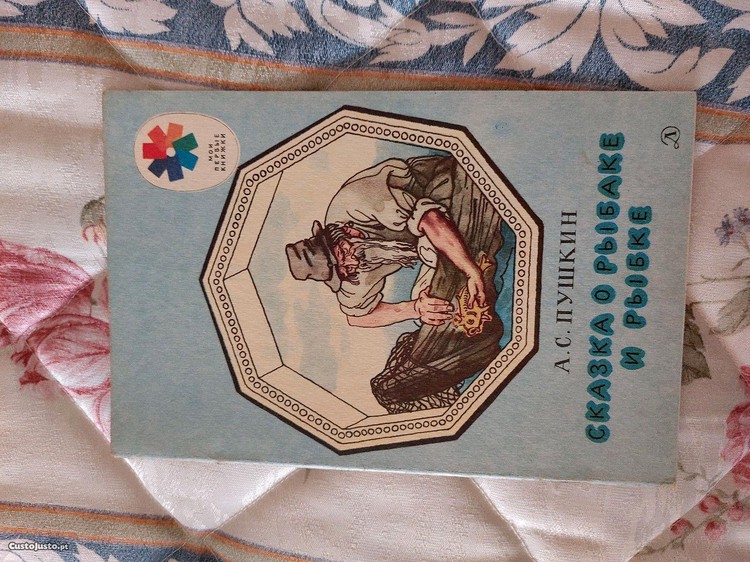 МОИ
ПЕРВЫЕ
КНИЖКИ
А.С. ПУШКИН
СКАЗКА О РЫБАКЕ
И РЫБКЕ
CustoJusto.pt